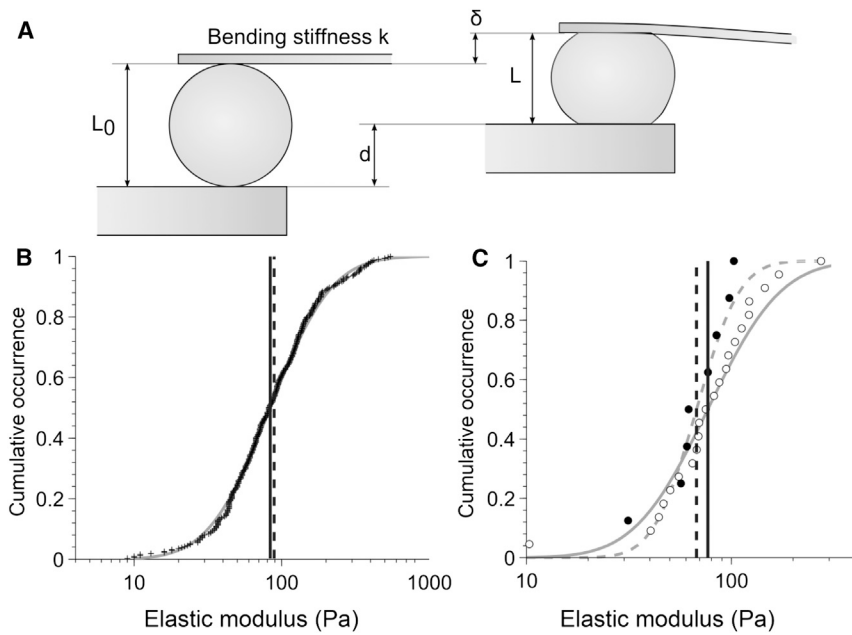 A
Bending stiffness k
δ
L₀
L
d
B
C
1
0.8
0.6
0.4
0.2
0
Cumulative occurrence
10
100
1000
Elastic modulus (Pa)
1
0.8
0.6
0.4
0.2
0
Cumulative occurrence
10
100
Elastic modulus (Pa)